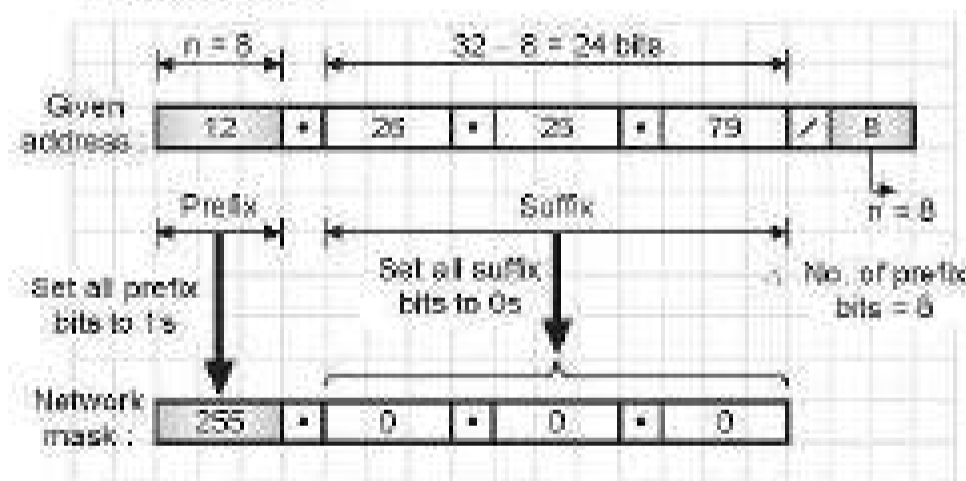 n = 8
32 – 8 = 24 bits
Given
address :
12 • 26 • 25 • 79 / 8
n = 8
Prefix
Suffix
Set all prefix
bits to 1s
Set all suffix
bits to 0s
∴ No. of prefix
bits = 8
Network
mask :
255 • 0 • 0 • 0